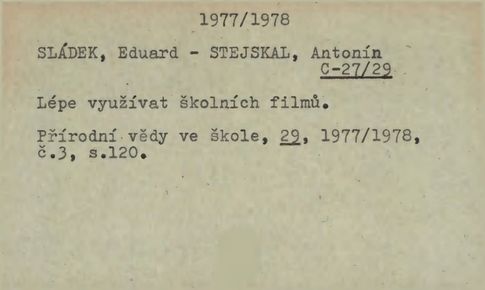 1977/1978
SLÁDEK, Eduard - STEJSKAL, Antonín
C-27/29
Lépe využívat školních filmů.
Přírodní vědy ve škole, 29, 1977/1978,
č.3, s.120.